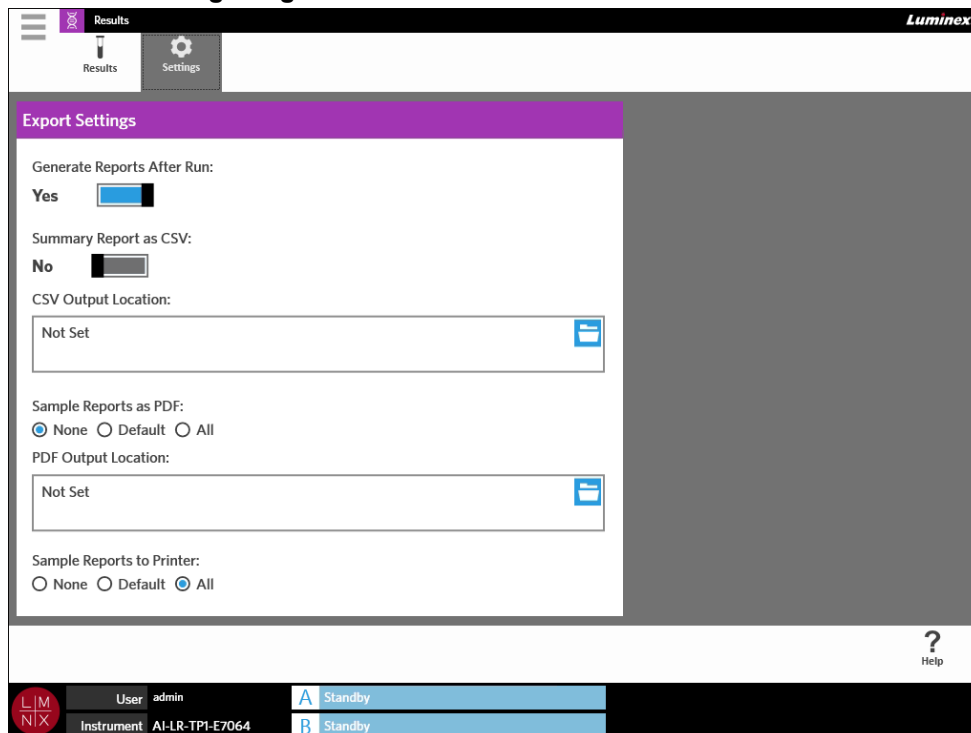 Results
Luminex
Results
Settings
Export Settings
Generate Reports After Run:
Yes
Summary Report as CSV:
No
CSV Output Location:
Not Set
Sample Reports as PDF:
None Default All
PDF Output Location:
Not Set
Sample Reports to Printer:
None Default All
?
Help
LM
NX
User admin
A Standby
Instrument AI-LR-TP1-E7064
B Standby